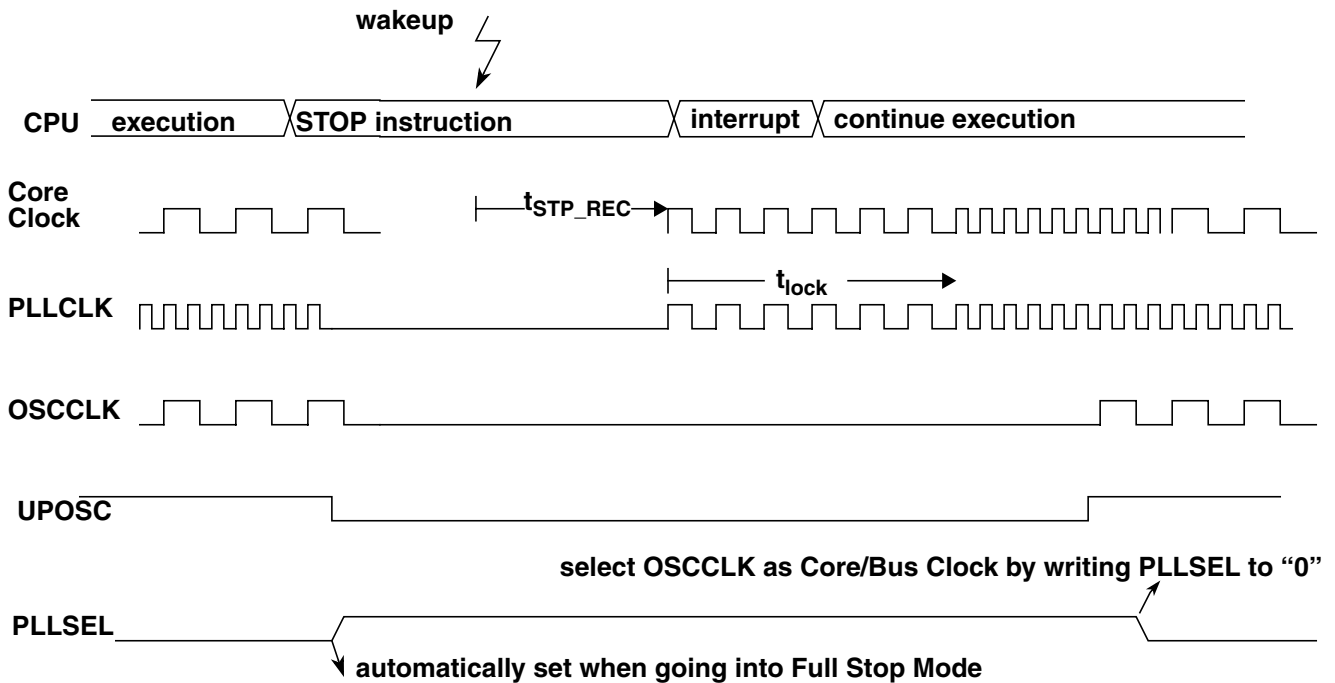 wakeup
CPU execution STOP instruction interrupt continue execution
Core
Clock
tSTP_REC
tlock
PLLCLK
OSCCLK
UPOSC
select OSCCLK as Core/Bus Clock by writing PLLSEL to “0”
PLLSEL
automatically set when going into Full Stop Mode